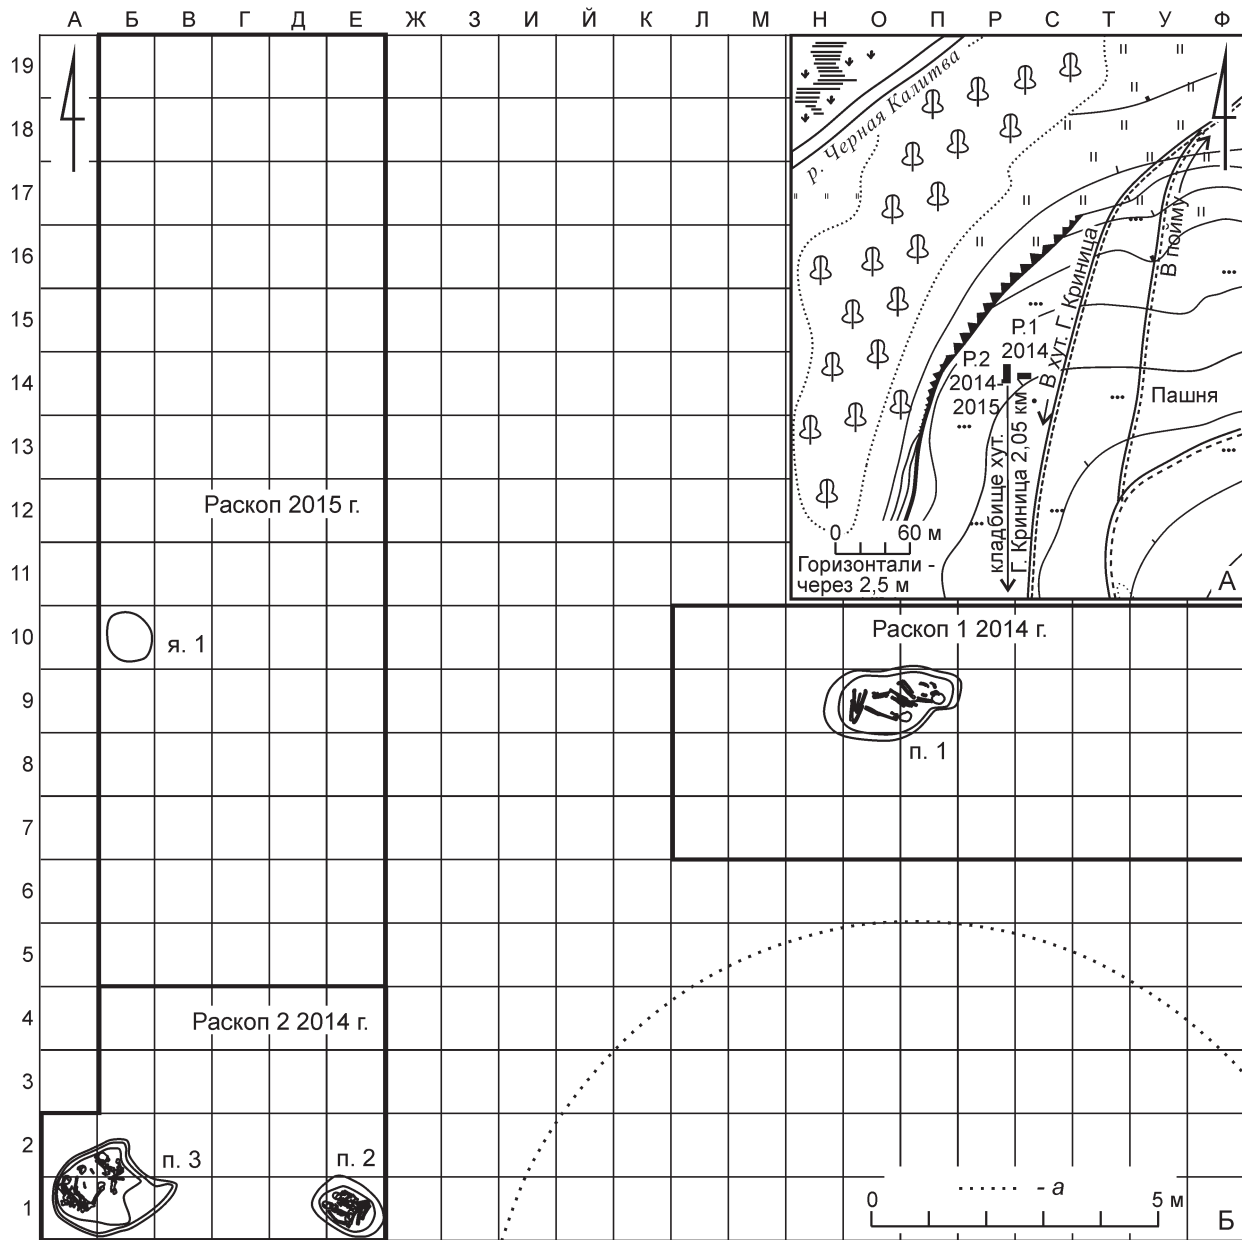 А Б В Г Д Е Ж З И Й К Л М Н О П Р С Т У Ф
19
18
17
16
15
14
13
12
11
10
9
8
7
6
5
4
3
2
1
р. Черная Калитва
В пойму
В хут. Г. Криница
Р.1
2014
Р.2
2014-
2015
Пашня
кладбище хут.
Г. Криница 2,05 км
0 60 м
Горизонтали -
через 2,5 м
А
Раскоп 2015 г.
я. 1
Раскоп 1 2014 г.
п. 1
Раскоп 2 2014 г.
п. 3
п. 2
- а
0 5 м
Б